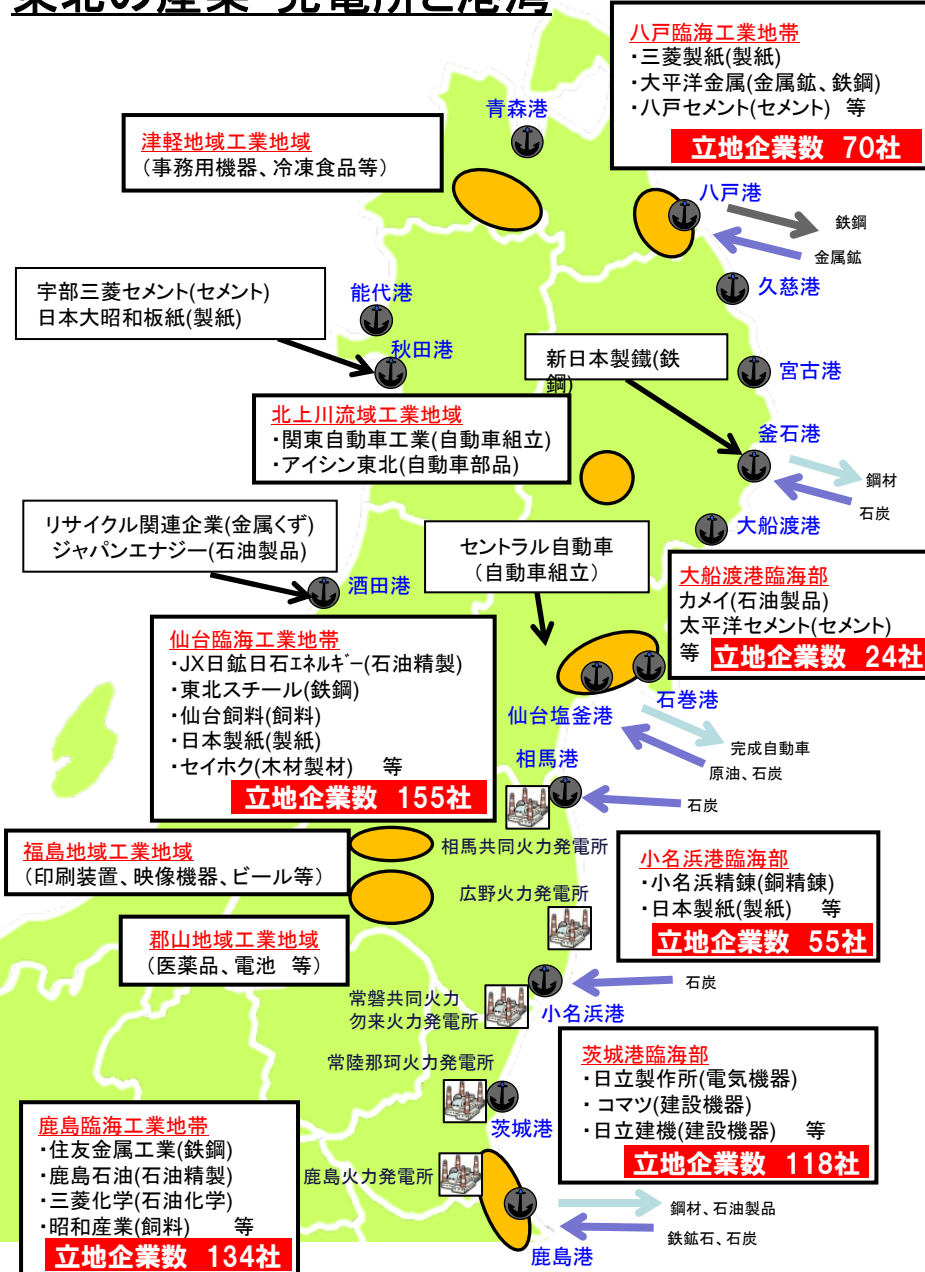 東北の産業 発電所と港湾
八戸臨海工業地帯
・三菱製紙(製紙)
・大平洋金属(金属鉱、鉄鋼)
・八戸セメント(セメント) 等
立地企業数 70社
青森港
津軽地域工業地域
（事務用機器、冷凍食品等）
八戸港
鉄鋼
金属鉱
久慈港
宇部三菱セメント(セメント)
日本大昭和板紙(製紙)
能代港
秋田港
新日本製鐵(鉄
鋼)
宮古港
北上川流域工業地域
・関東自動車工業(自動車組立)
・アイシン東北(自動車部品)
釜石港
鋼材
石炭
リサイクル関連企業(金属くず)
ジャパンエナジー(石油製品)
大船渡港
セントラル自動車
（自動車組立）
酒田港
大船渡港臨海部
カメイ(石油製品)
太平洋セメント(セメント)
等 立地企業数 24社
仙台臨海工業地帯
・JX日鉱日石エネルギー(石油精製)
・東北スチール(鉄鋼)
・仙台飼料(飼料)
・日本製紙(製紙)
・セイホク(木材製材) 等
立地企業数 155社
石巻港
仙台塩釜港
完成自動車
原油、石炭
相馬港
石炭
相馬共同火力発電所
福島地域工業地域
（印刷装置、映像機器、ビール等）
小名浜港臨海部
・小名浜精錬(銅精錬)
・日本製紙(製紙) 等
立地企業数 55社
広野火力発電所
郡山地域工業地域
（医薬品、電池 等）
石炭
常磐共同火力
勿来火力発電所
小名浜港
常陸那珂火力発電所
茨城港
茨城港臨海部
・日立製作所(電気機器)
・コマツ(建設機器)
・日立建機(建設機器) 等
立地企業数 118社
鹿島臨海工業地帯
・住友金属工業(鉄鋼)
・鹿島石油(石油精製)
・三菱化学(石油化学)
・昭和産業(飼料) 等
立地企業数 134社
鹿島火力発電所
鋼材、石油製品
鉄鉱石、石炭
鹿島港